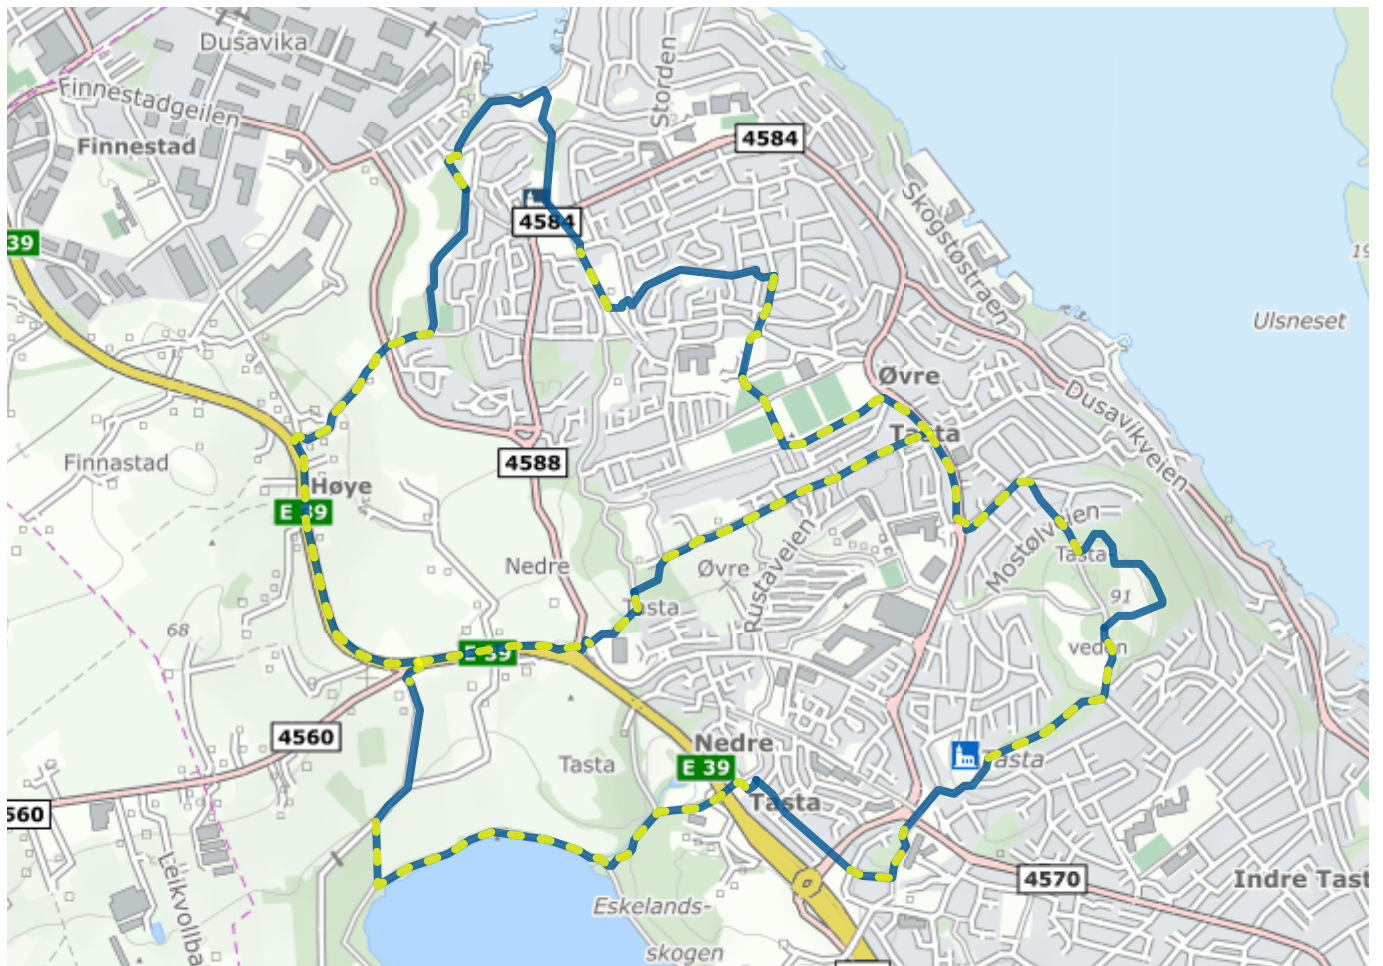 Dusavika
Storden
Finnestadgeilen
Finnestad
4584
Skogstøstraen
4584
39
19
Ulsneset
Øvre
Tasta
Dusavikveien
Finnastad
4588
Høye
E 39
Mostølveien
Tasta-
Nedre
Øvre
Rustaveien
91
Tasta
veden
68
E 39
4560
Nedre
Tasta
Tasta
E 39
Tasta
560
Leikvollba
4570
Indre Tast
Eskelands-
skogen